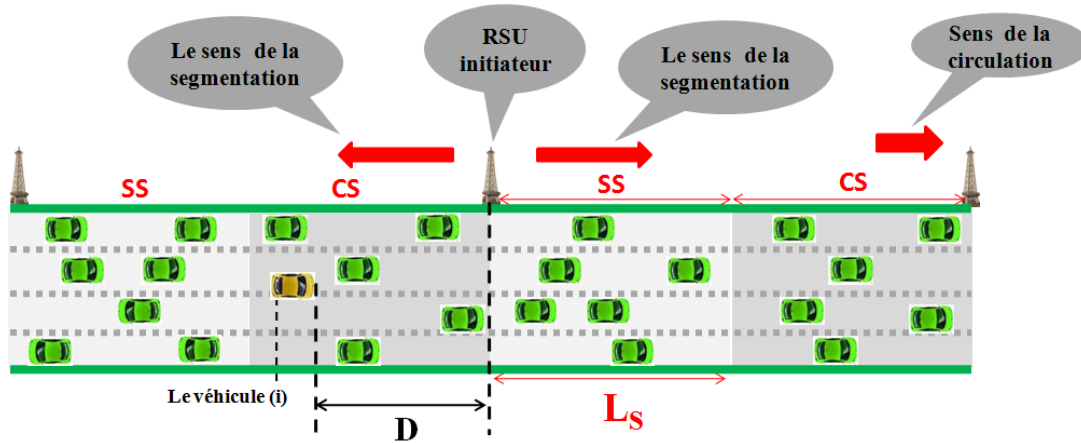 Le sens de la
segmentation
RSU
initiateur
Le sens de la
segmentation
Sens de la
circulation
SS
CS
SS
CS
Le véhicule (i)
D
LS